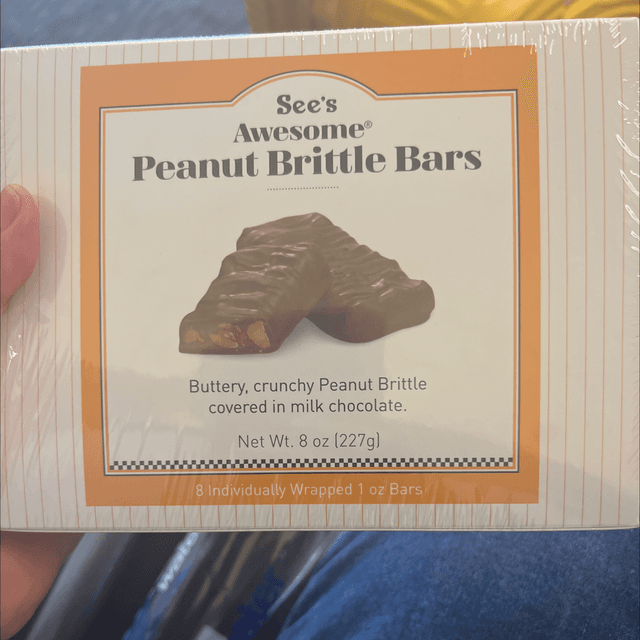 See's
Awesome®
Peanut Brittle Bars
Buttery, crunchy Peanut Brittle
covered in milk chocolate.
Net Wt. 8 oz (227g)
8 Individually Wrapped 1 oz Bars